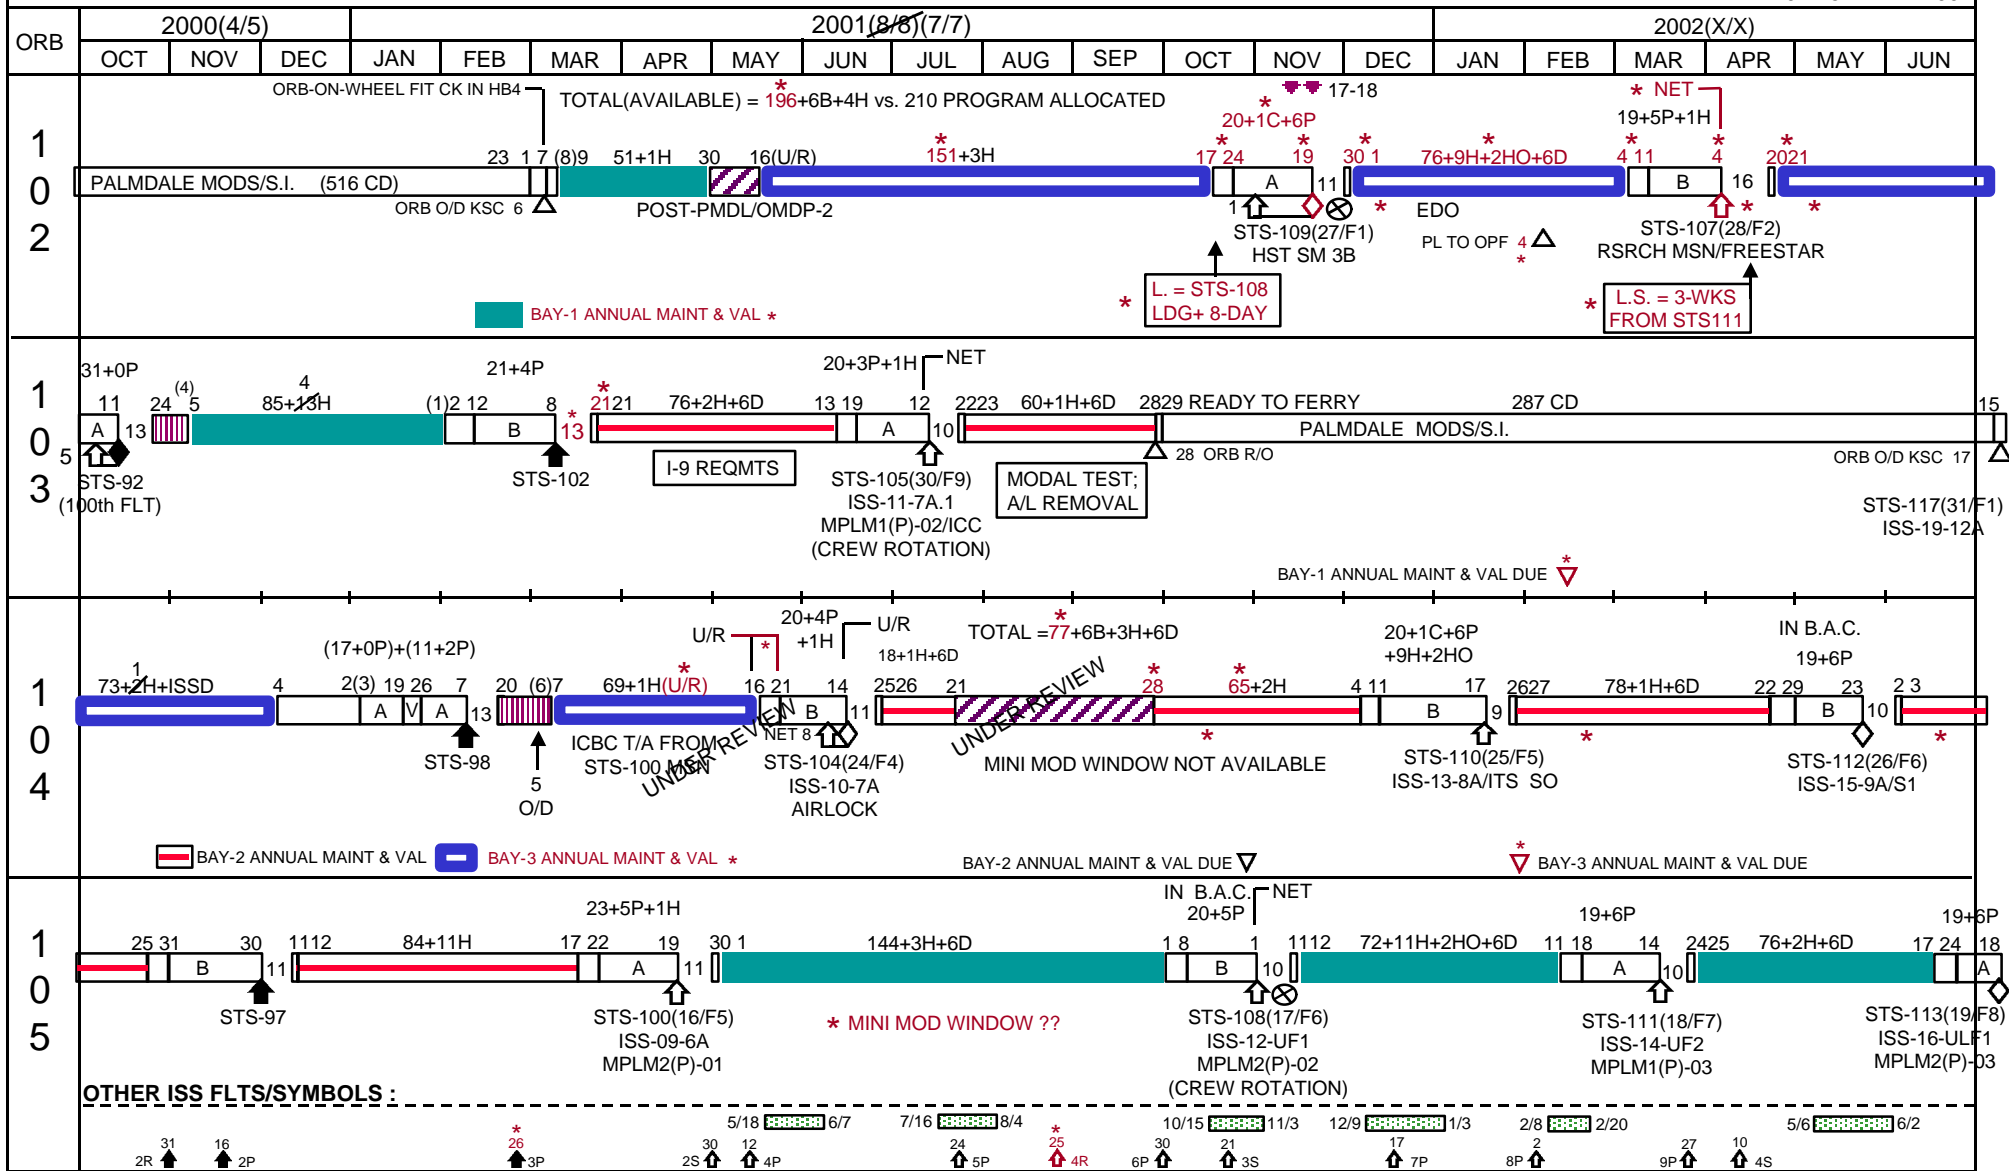 ORB
2000(4/5)
2001(8/8)(7/7)
2002(X/X)
OCT NOV DEC JAN FEB MAR APR MAY JUN JUL AUG SEP OCT NOV DEC JAN FEB MAR APR MAY JUN
102
ORB-ON-WHEEL FIT CK IN HB4
TOTAL(AVAILABLE) = 196+6B+4H vs. 210 PROGRAM ALLOCATED
*
17-18
* NET
*
20+1C+6P
19+5P+1H
23 1 7 (8)9 51+1H 30 16(U/R) 151+3H 17 24 19 30 1 76+9H+2HO+6D 4 11 4 2021
* * * * * * * *
PALMDALE MODS/S.I. (516 CD)
A 11 B 16
ORB O/D KSC 6
POST-PMDL/OMDP-2
1
* EDO * *
STS-109(27/F1)
HST SM 3B
PL TO OPF 4
*
STS-107(28/F2)
RSRCH MSN/FREESTAR
* L. = STS-108
LDG+ 8-DAY
* L.S. = 3-WKS
FROM STS111
BAY-1 ANNUAL MAINT & VAL *
103
31+0P
21+4P
20+3P+1H NET
11 24 (4) 5 85+13H 4 (1)2 12 8 * 21 21 76+2H+6D 13 19 12 2223 60+1H+6D 2829 READY TO FERRY 287 CD 15
A 13 B * 13 A 10 PALMDALE MODS/S.I.
5
STS-92
(100th FLT)
STS-102
I-9 REQMTS
STS-105(30/F9)
ISS-11-7A.1
MPLM1(P)-02/ICC
(CREW ROTATION)
MODAL TEST;
A/L REMOVAL
28 ORB R/O
ORB O/D KSC 17
STS-117(31/F1)
ISS-19-12A
BAY-1 ANNUAL MAINT & VAL DUE *
104
(17+0P)+(11+2P)
U/R *
20+4P
+1H
U/R
TOTAL =77+6B+3H+6D
*
20+1C+6P
+9H+2HO
IN B.A.C.
19+6P
1
73+2H+ISSD 4 2(3) 19 26 7 20 (6)7 69+1H(U/R) * 16 21 14 18+1H+6D 2526 21 * 28 * 65+2H 4 11 17 2627 78+1H+6D 22 29 23 2 3
A V A 13 B 11 B 9 B 10
STS-98
5
O/D
ICBC T/A FROM
STS-100 MSN
UNDER REVIEW
NET 8
STS-104(24/F4)
ISS-10-7A
AIRLOCK
UNDER REVIEW
MINI MOD WINDOW NOT AVAILABLE
* * *
STS-110(25/F5)
ISS-13-8A/ITS SO
STS-112(26/F6)
ISS-15-9A/S1
BAY-2 ANNUAL MAINT & VAL
BAY-3 ANNUAL MAINT & VAL *
BAY-2 ANNUAL MAINT & VAL DUE
* BAY-3 ANNUAL MAINT & VAL DUE
105
23+5P+1H
IN B.A.C. NET
20+5P
19+6P
19+6P
25 31 30 1112 84+11H 17 22 19 30 1 144+3H+6D 1 8 1 1112 72+11H+2HO+6D 11 18 14 2425 76+2H+6D 17 24 18
B 11 A 11 B 10 A 10 A
STS-97
STS-100(16/F5)
ISS-09-6A
MPLM2(P)-01
* MINI MOD WINDOW ??
STS-108(17/F6)
ISS-12-UF1
MPLM2(P)-02
(CREW ROTATION)
STS-111(18/F7)
ISS-14-UF2
MPLM1(P)-03
STS-113(19/F8)
ISS-16-ULF1
MPLM2(P)-03
OTHER ISS FLTS/SYMBOLS :
5/18 6/7 7/16 8/4 10/15 11/3 12/9 1/3 2/8 2/20 5/6 6/2
* *
31 16 26 30 12 24 25 30 21 17 2 27 10
2R 2P 3P 2S 4P 5P 4R 6P 3S 7P 8P 9P 4S